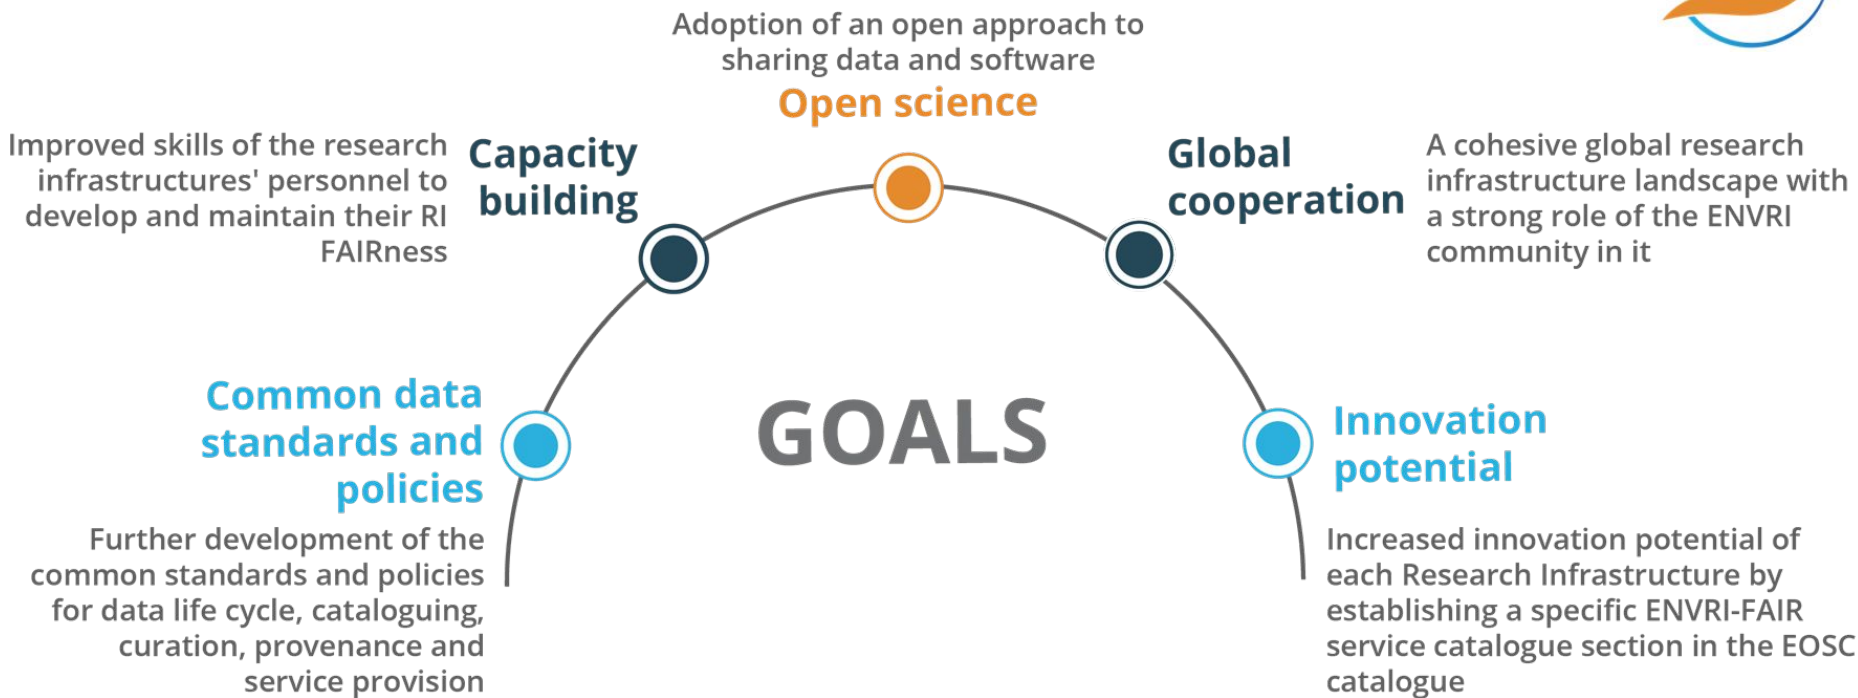 Adoption of an open approach to
sharing data and software
Open science
Improved skills of the research
infrastructures' personnel to
develop and maintain their RI
FAIRness
Capacity
building
Global
cooperation
A cohesive global research
infrastructure landscape with
a strong role of the ENVRI
community in it
Common data
standards and
policies
Further development of the
common standards and policies
for data life cycle, cataloguing,
curation, provenance and
service provision
GOALS
Innovation
potential
Increased innovation potential of
each Research Infrastructure by
establishing a specific ENVRI-FAIR
service catalogue section in the EOSC
catalogue